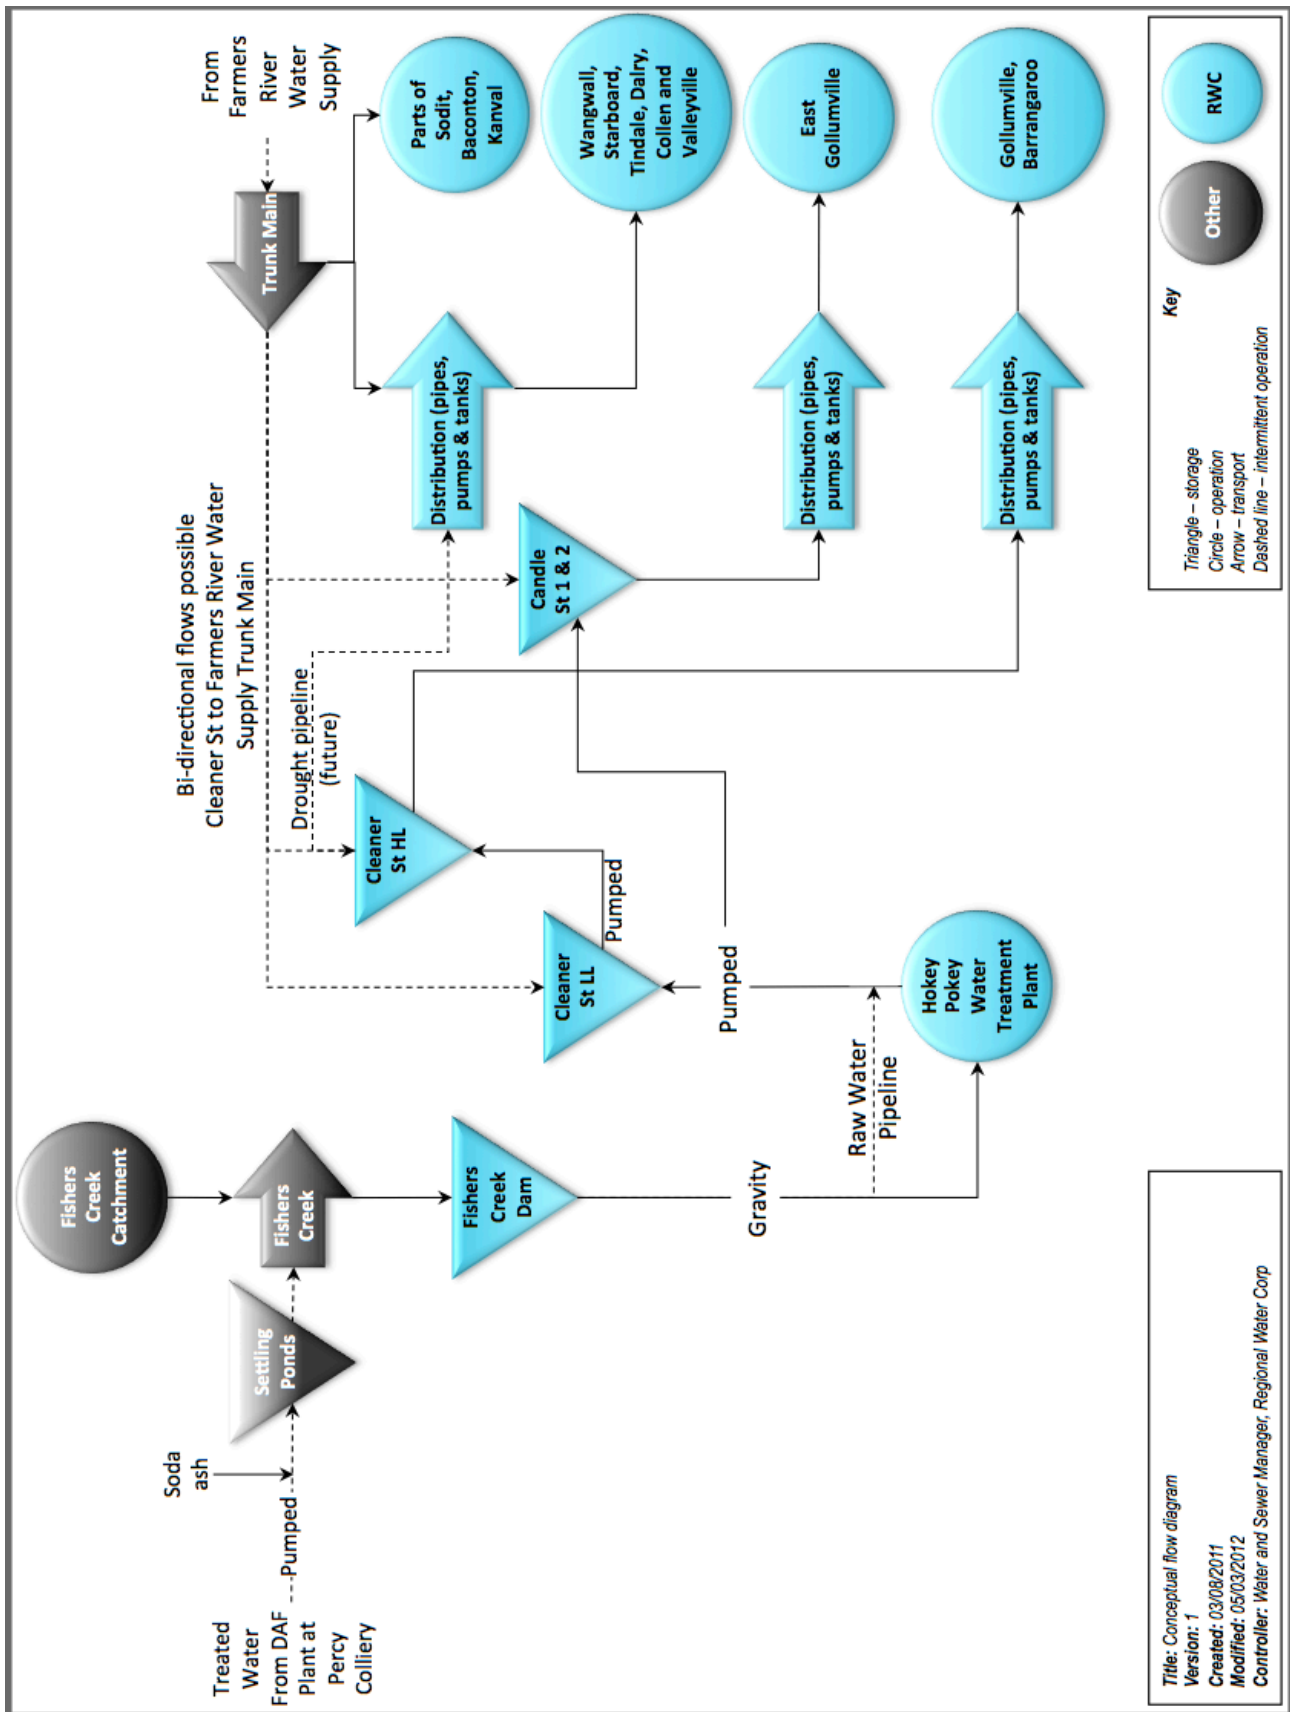 Fishers
Creek
Catchment
Soda
ash
Treated
Water
From DAF
Plant at
Percy
Colliery
Pumped
Settling
Ponds
Fishers
Creek
Bi-directional flows possible
Cleaner St to Farmers River Water
Supply Trunk Main
Trunk Main
From
Farmers
River
Water
Supply
Drought pipeline
(future)
Cleaner
St HL
Parts of
Sodit,
Baconton,
Kanval
Fishers
Creek
Dam
Distribution (pipes,
pumps & tanks)
Cleaner
St LL
Pumped
Candle
St 1 & 2
Wangwall,
Starboard,
Tindale, Dalry,
Collen and
Valleyville
Gravity
Pumped
Distribution (pipes,
pumps & tanks)
East
Gollumville
Raw Water
Pipeline
Hokey
Pokey
Water
Treatment
Plant
Distribution (pipes,
pumps & tanks)
Gollumville,
Barrangaroo
Title: Conceptual flow diagram
Version: 1
Created: 03/08/2011
Modified: 05/03/2012
Controller: Water and Sewer Manager, Regional Water Corp
Key
Triangle – storage
Circle – operation
Arrow – transport
Dashed line – intermittent operation
Other
RWC